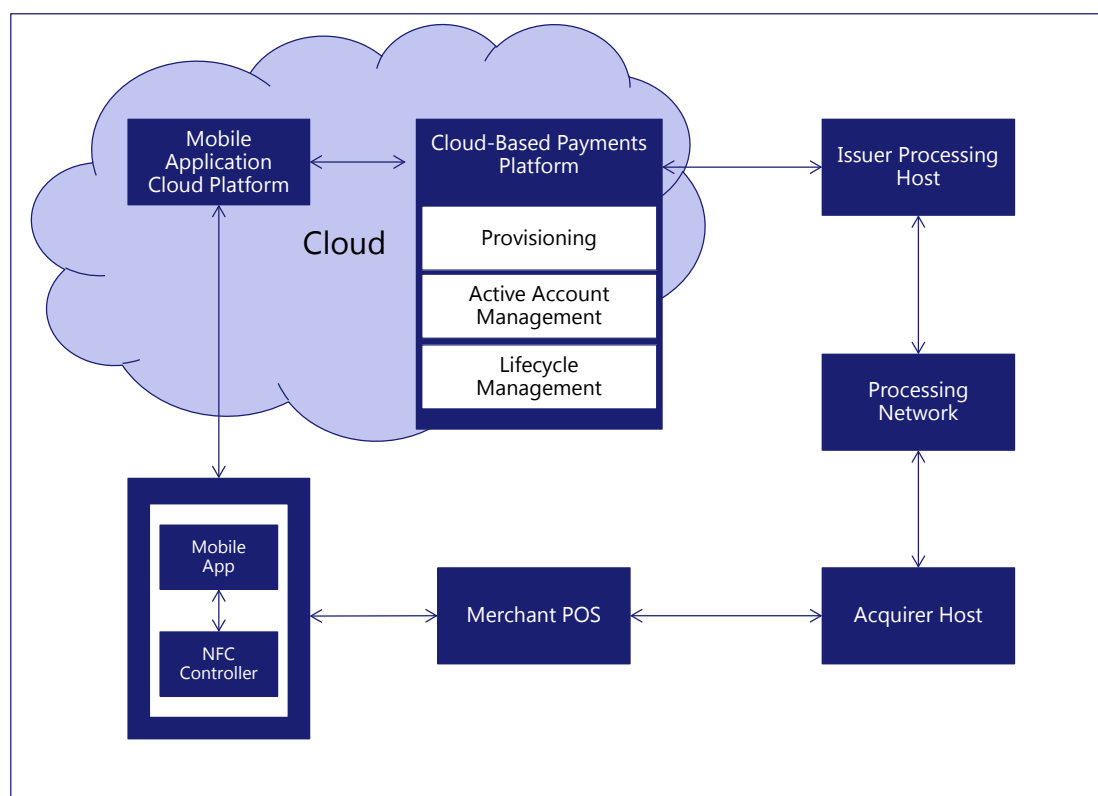 Mobile
Application
Cloud Platform
Cloud-Based Payments
Platform
Issuer Processing
Host
Cloud
Provisioning
Active Account
Management
Lifecycle
Management
Processing
Network
Mobile
App
NFC
Controller
Merchant POS
Acquirer Host